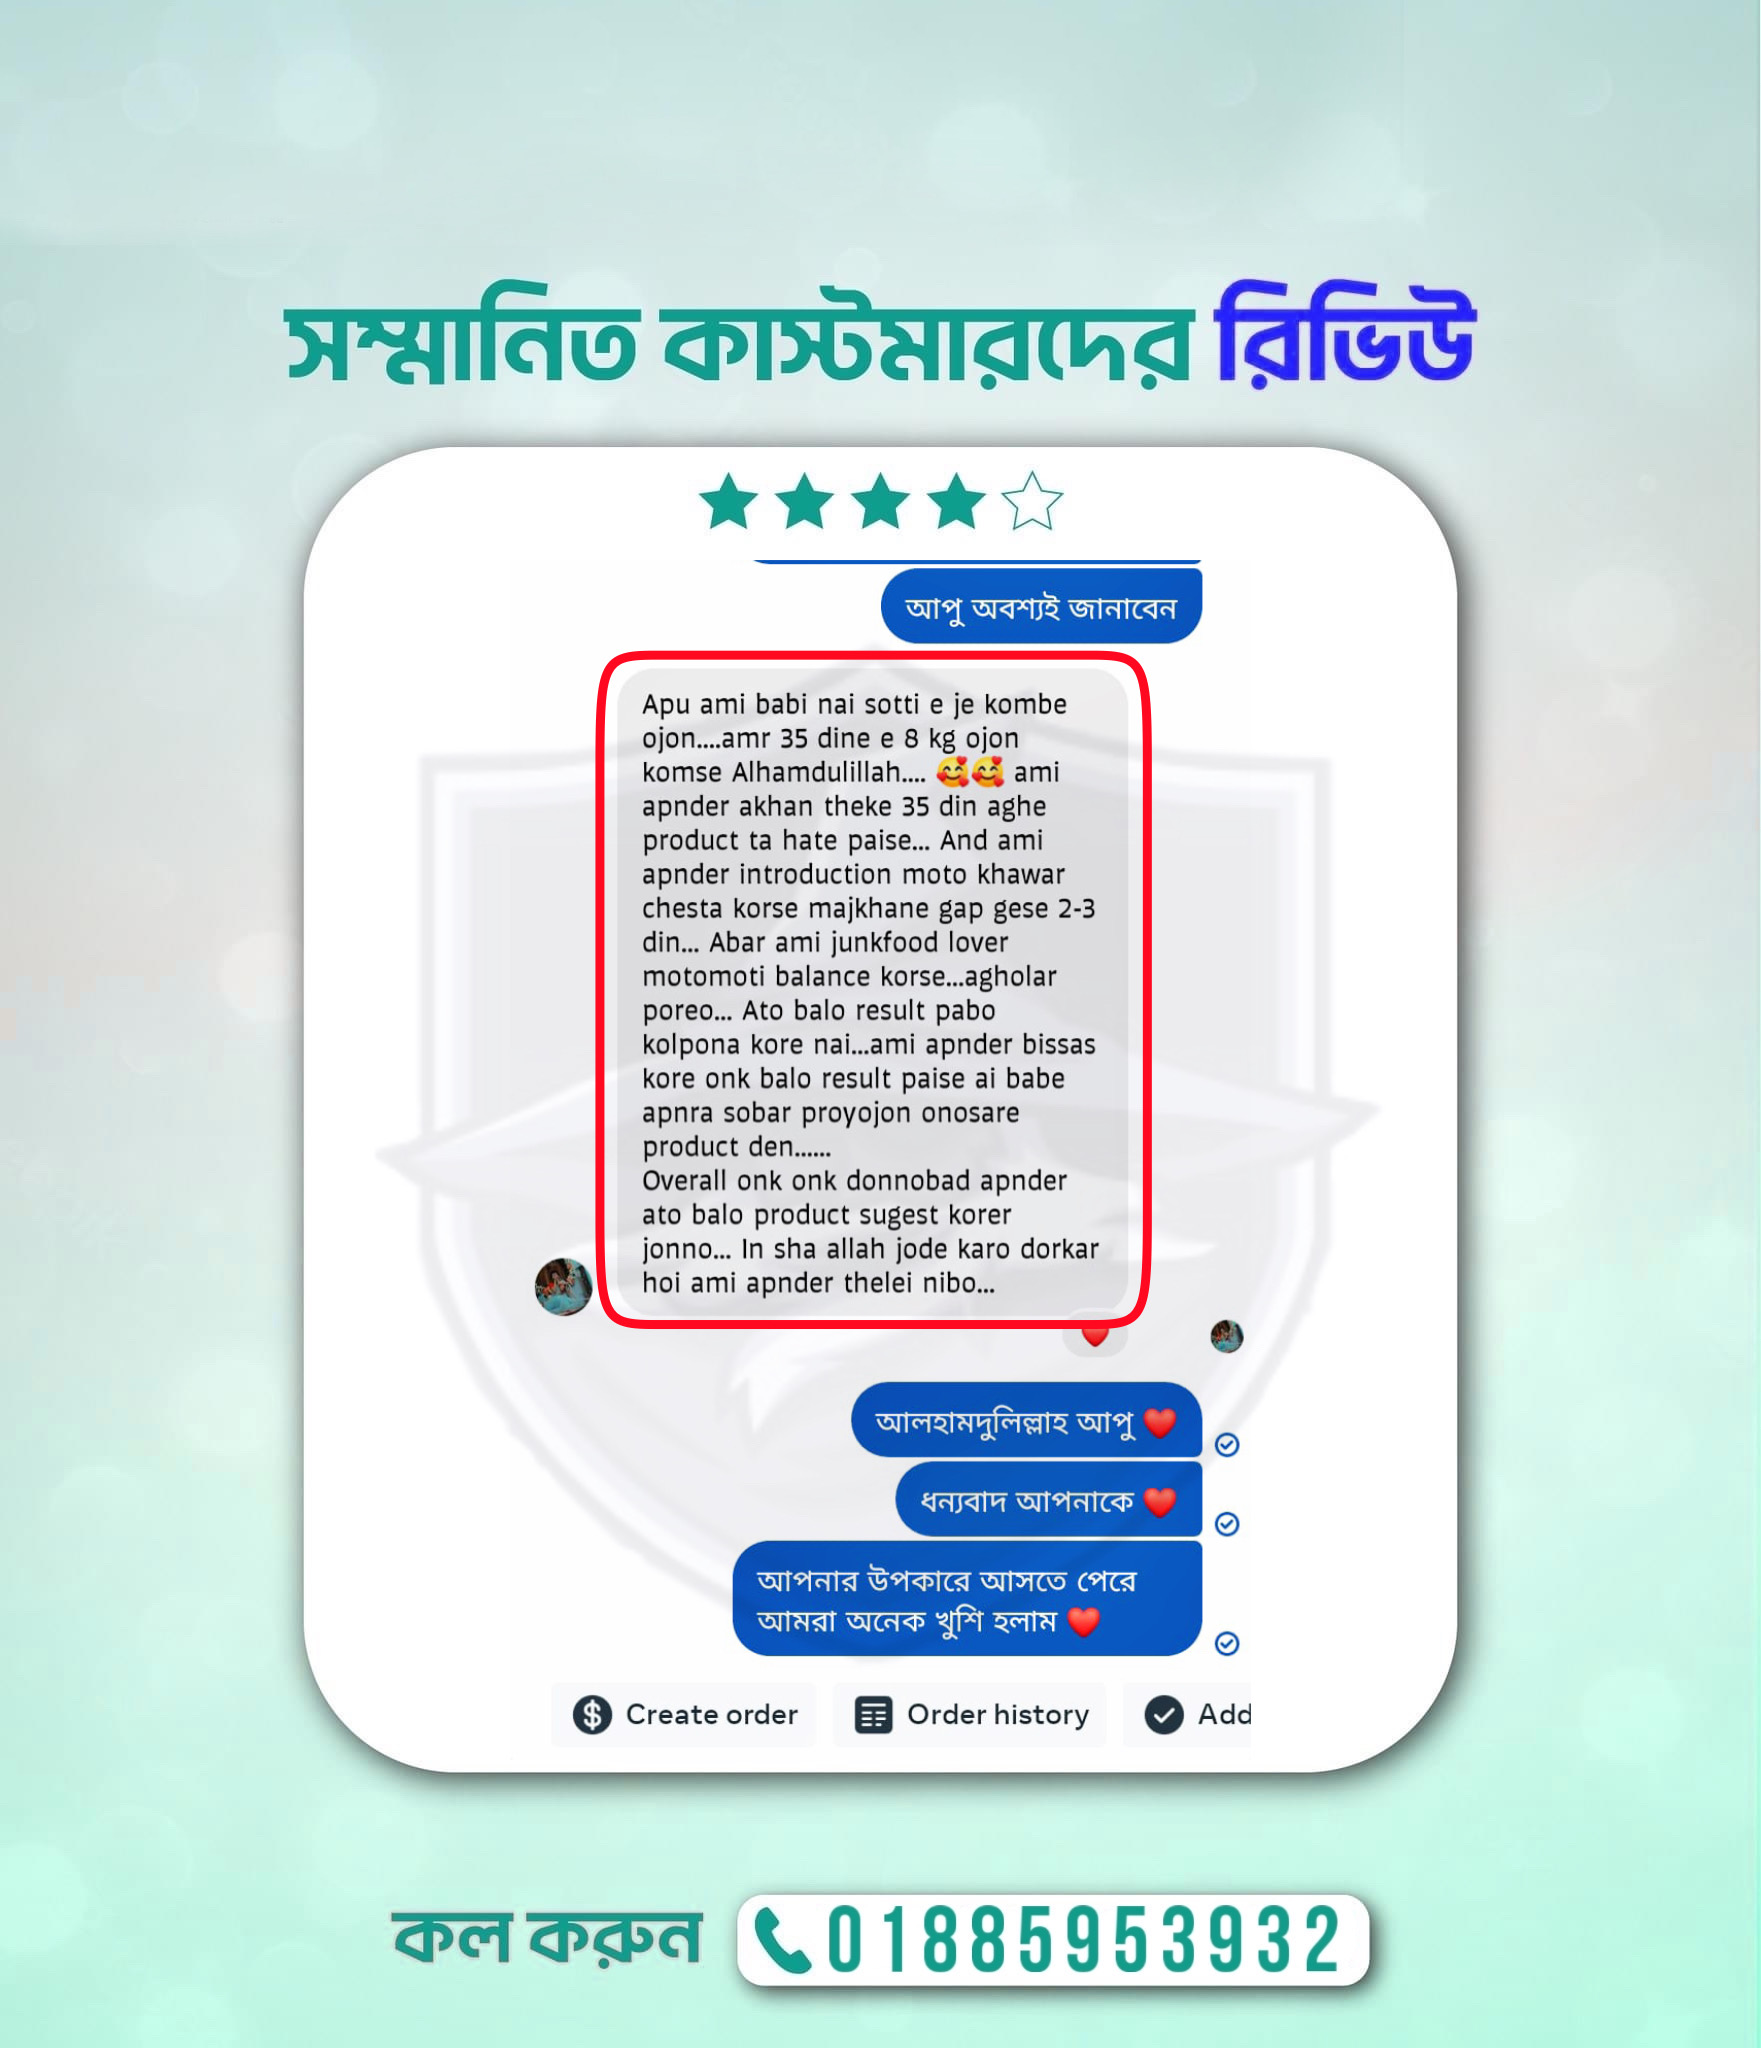 সম্মানিত কাস্টমারদের রিভিউ
আপু অবশ্যই জানাবেন
Apu ami babi nai sotti e je kombe
ojon....amr 35 dine e 8 kg ojon
komse Alhamdulillah.... 🥰🥰 ami
apnder akhan theke 35 din aghe
product ta hate paise... And ami
apnder introduction moto khawar
chesta korse majkhane gap gese 2-3
din... Abar ami junkfood lover
motomoti balance korse...agholar
poreo... Ato balo result pabo
kolpona kore nai...ami apnder bissas
kore onk balo result paise ai babe
apnra sobar proyojon onosare
product den......
Overall onk onk donnobad apnder
ato balo product sugest korer
jonno... In sha allah jode karo dorkar
hoi ami apnder thelei nibo...
আলহামদুলিল্লাহ আপু ❤️
ধন্যবাদ আপনাকে ❤️
আপনার উপকারে আসতে পেরে
আমরা অনেক খুশি হলাম ❤️
Create order Order history Add
কল করুন 01885953932